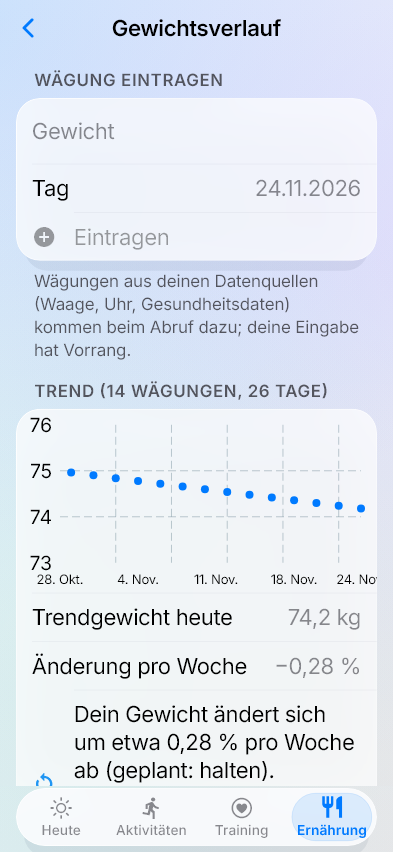 Gewichtsverlauf
WÄGUNG EINTRAGEN
Gewicht
Tag 24.11.2026
Eintragen
Wägungen aus deinen Datenquellen
(Waage, Uhr, Gesundheitsdaten)
kommen beim Abruf dazu; deine Eingabe
hat Vorrang.
TREND (14 WÄGUNGEN, 26 TAGE)
76
75
74
73
28. Okt. 4. Nov. 11. Nov. 18. Nov. 24. Nov
Trendgewicht heute 74,2 kg
Änderung pro Woche −0,28 %
Dein Gewicht ändert sich
um etwa 0,28 % pro Woche
ab (geplant: halten).
Heute Aktivitäten Training Ernährung